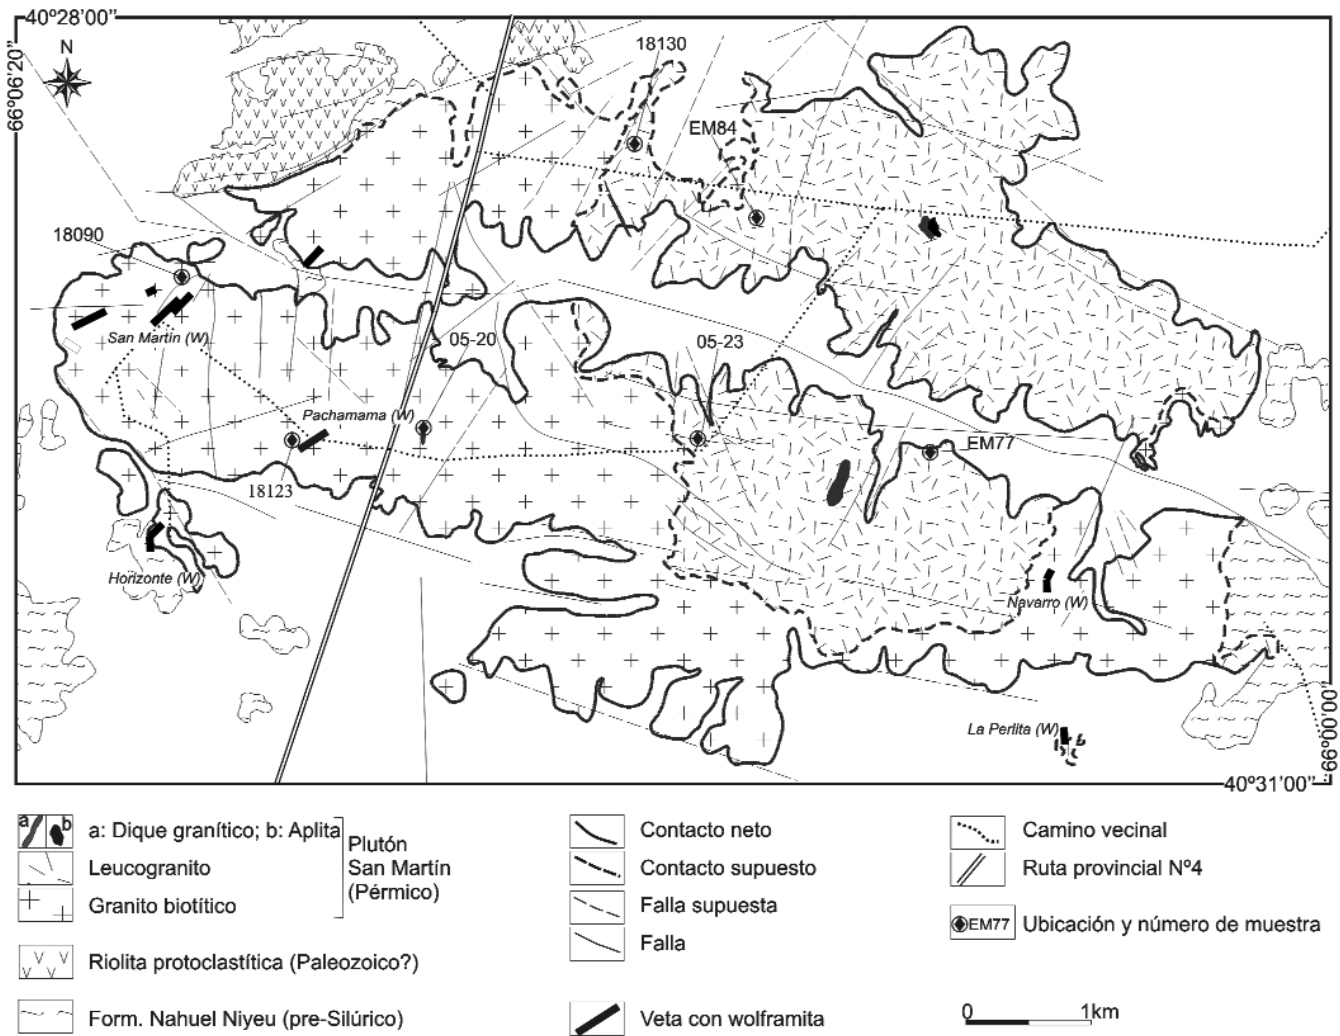 40º28'00"
66º06'20"
N
18130
EM84
18090
San Martín (W)
05-20
05-23
Pachamama (W)
EM77
18123
Horizonte (W)
Navarro (W)
La Perlita (W)
66º00'00"
40º31'00"
a b a: Dique granítico; b: Aplita
Leucogranito
Granito biotítico
Plutón
San Martín
(Pérmico)
Riolita protoclastítica (Paleozoico?)
Form. Nahuel Niyeu (pre-Silúrico)
Contacto neto
Contacto supuesto
Falla supuesta
Falla
Veta con wolframita
Camino vecinal
Ruta provincial Nº4
EM77 Ubicación y número de muestra
0 1km